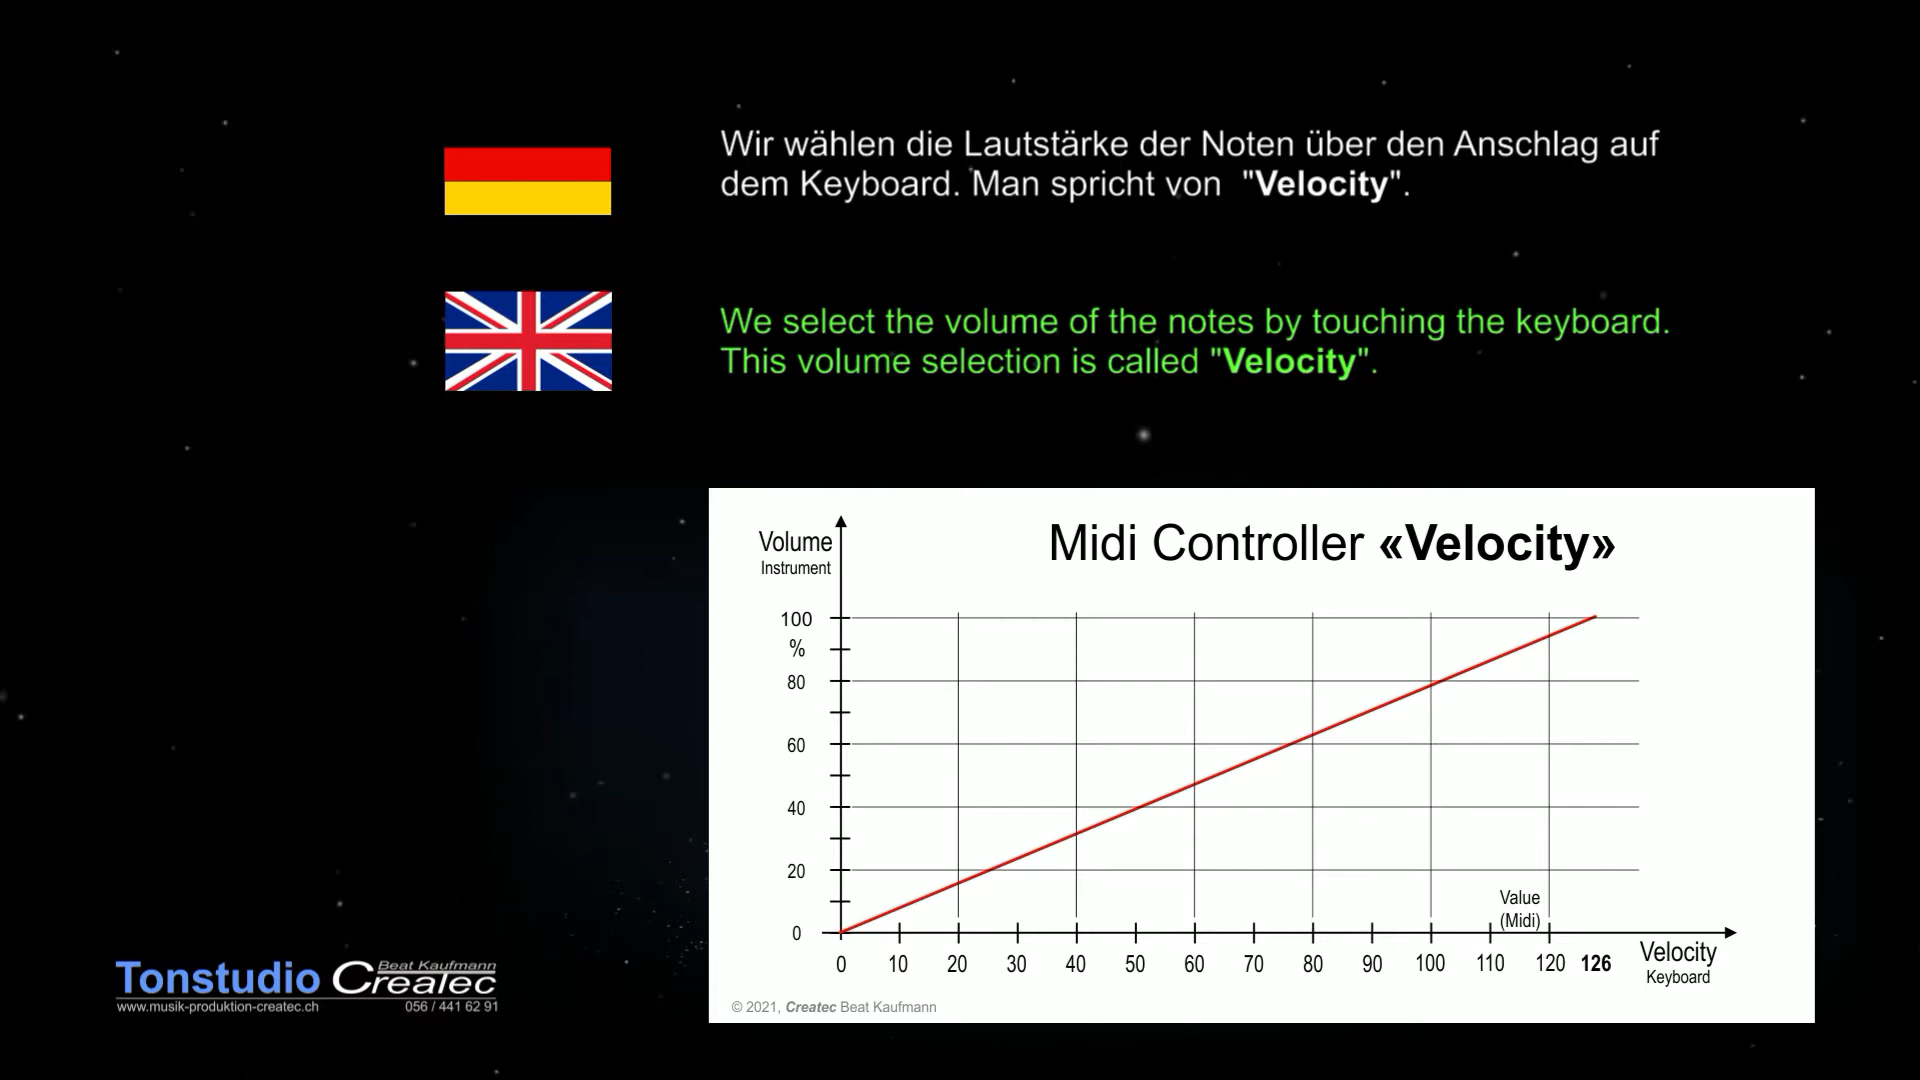 Wir wählen die Lautstärke der Noten über den Anschlag auf
dem Keyboard. Man spricht von "Velocity".
We select the volume of the notes by touching the keyboard.
This volume selection is called "Velocity".
Midi Controller «Velocity»
Volume
Instrument
100
%
80
60
40
20
0
Value
(Midi)
0 10 20 30 40 50 60 70 80 90 100 110 120 126
Velocity
Keyboard
© 2021, Createc Beat Kaufmann
Tonstudio Createc
Beat Kaufmann
www.musik-produktion-createc.ch 056 / 441 62 91